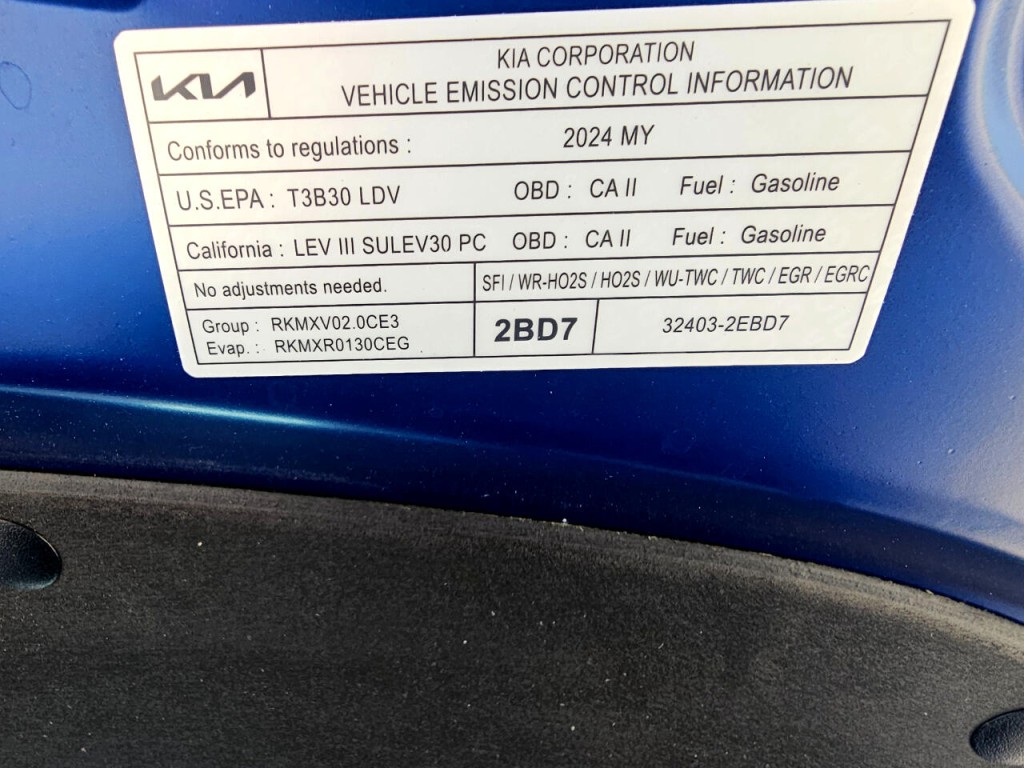 KIA
KIA CORPORATION
VEHICLE EMISSION CONTROL INFORMATION
Conforms to regulations : 2024 MY
U.S.EPA : T3B30 LDV OBD : CA II Fuel : Gasoline
California : LEV III SULEV30 PC OBD : CA II Fuel : Gasoline
No adjustments needed.
SFI / WR-HO2S / HO2S / WU-TWC / TWC / EGR / EGRC
Group : RKMXV02.0CE3
Evap. : RKMXR0130CEG
2BD7
32403-2EBD7